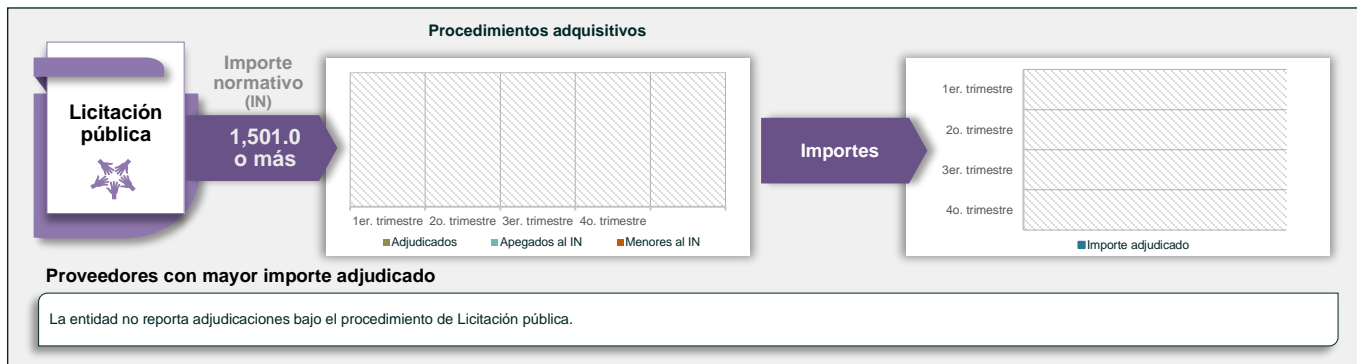 Procedimientos adquisitivos
Licitación
pública
Importe
normativo
(IN)
1,501.0
o más
1er. trimestre 2o. trimestre 3er. trimestre 4o. trimestre
Adjudicados Apegados al IN Menores al IN
Importes
1er. trimestre
2o. trimestre
3er. trimestre
4o. trimestre
Importe adjudicado
Proveedores con mayor importe adjudicado
La entidad no reporta adjudicaciones bajo el procedimiento de Licitación pública.